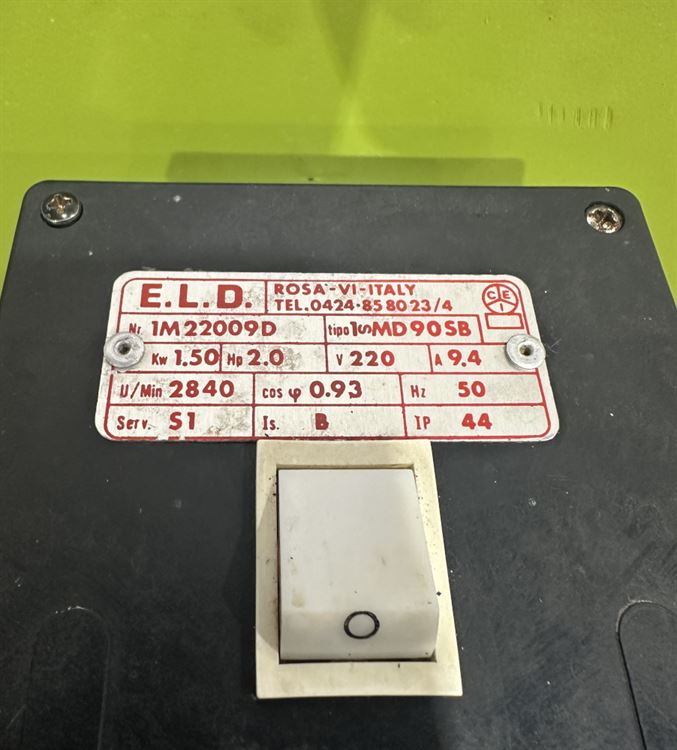 E.L.D. ROSA'-VI-ITALY
TEL.0424-858023/4
CEI
Nr 1M22009D tipo 1∾MD90SB
Kw 1.50 Hp 2.0 V 220 A 9.4
U/Min 2840 cos φ 0.93 Hz 50
Serv. S1 Is. B IP 44
O